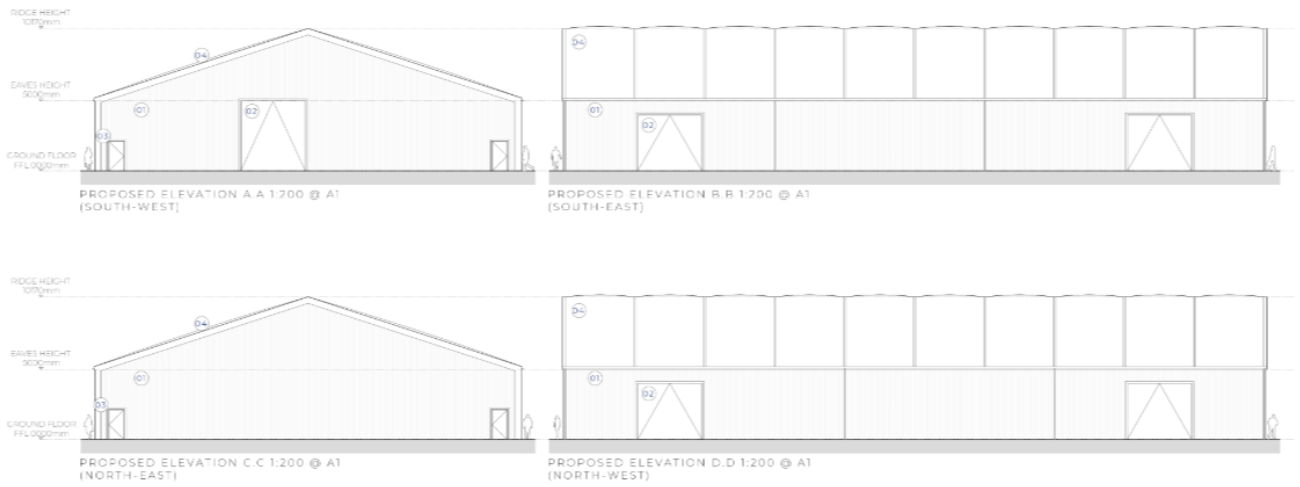 RIDGE HEIGHT
10170mm
04
04
EAVES HEIGHT
5000mm
01
02
01
02
03
GROUND FLOOR
FFL 0000mm
PROPOSED ELEVATION A.A 1:200 @ A1
(SOUTH-WEST)
PROPOSED ELEVATION B.B 1:200 @ A1
(SOUTH-EAST)
RIDGE HEIGHT
10170mm
04
04
EAVES HEIGHT
5000mm
01
01
02
03
GROUND FLOOR
FFL 0000mm
PROPOSED ELEVATION C.C 1:200 @ A1
(NORTH-EAST)
PROPOSED ELEVATION D.D 1:200 @ A1
(NORTH-WEST)